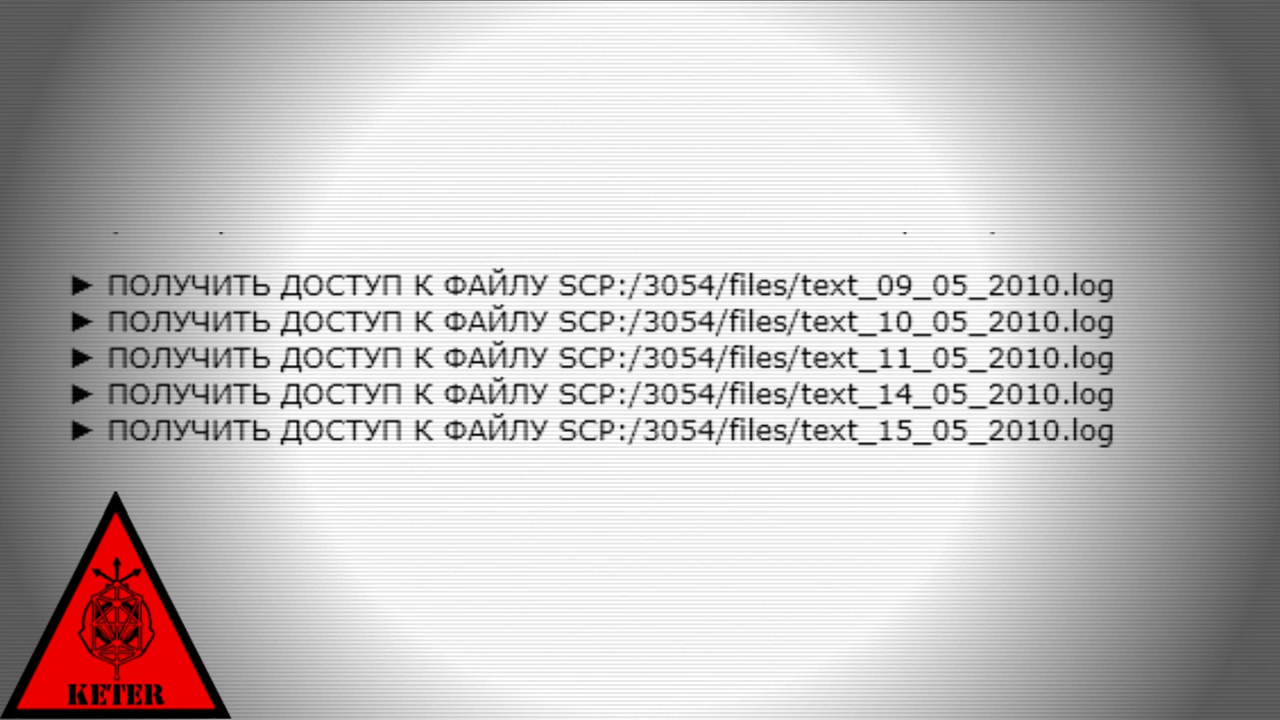 ► ПОЛУЧИТЬ ДОСТУП К ФАЙЛУ SCP:/3054/files/text_09_05_2010.log
► ПОЛУЧИТЬ ДОСТУП К ФАЙЛУ SCP:/3054/files/text_10_05_2010.log
► ПОЛУЧИТЬ ДОСТУП К ФАЙЛУ SCP:/3054/files/text_11_05_2010.log
► ПОЛУЧИТЬ ДОСТУП К ФАЙЛУ SCP:/3054/files/text_14_05_2010.log
► ПОЛУЧИТЬ ДОСТУП К ФАЙЛУ SCP:/3054/files/text_15_05_2010.log
KETER